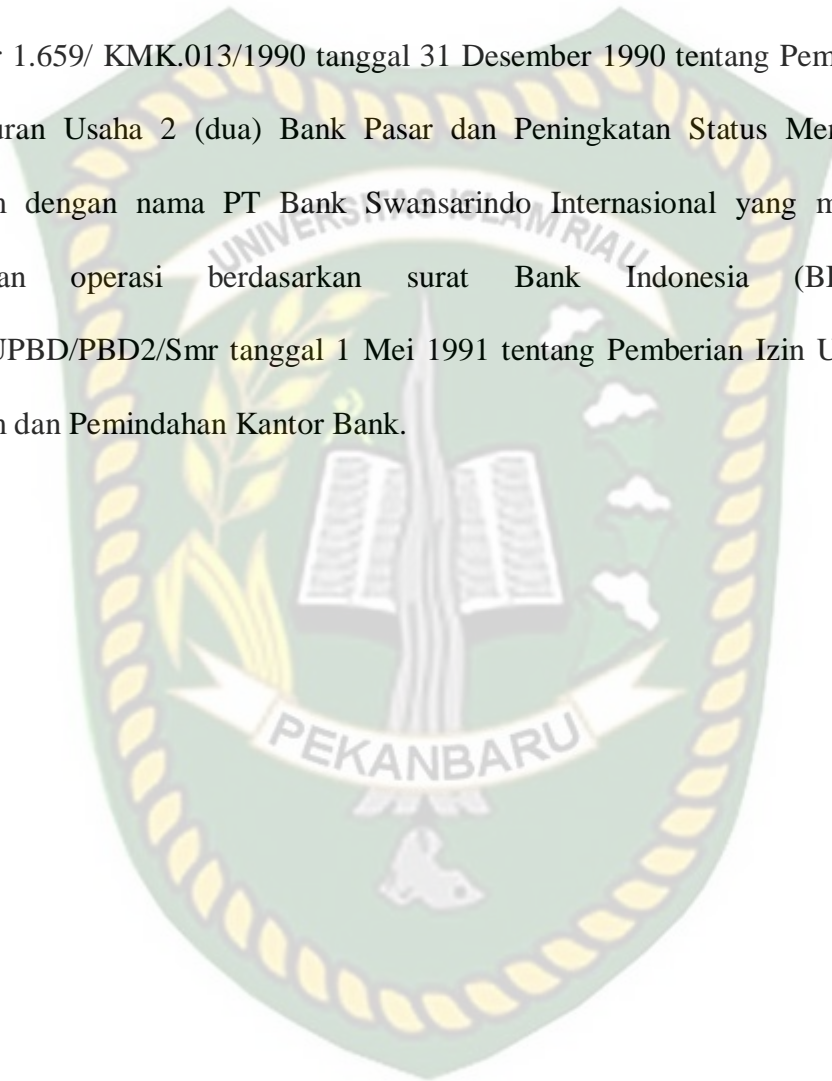 r 1.659/ KMK.013/1990 tanggal 31 Desember 1990 tentang Pem
uran Usaha 2 (dua) Bank Pasar dan Peningkatan Status Men
n dengan nama PT Bank Swansarindo Internasional yang m
an operasi berdasarkan surat Bank Indonesia (BI
UPBD/PBD2/Smr tanggal 1 Mei 1991 tentang Pemberian Izin U
n dan Pemindahan Kantor Bank.
UNIVERSITAS ISLAM RIAU
PEKANBARU